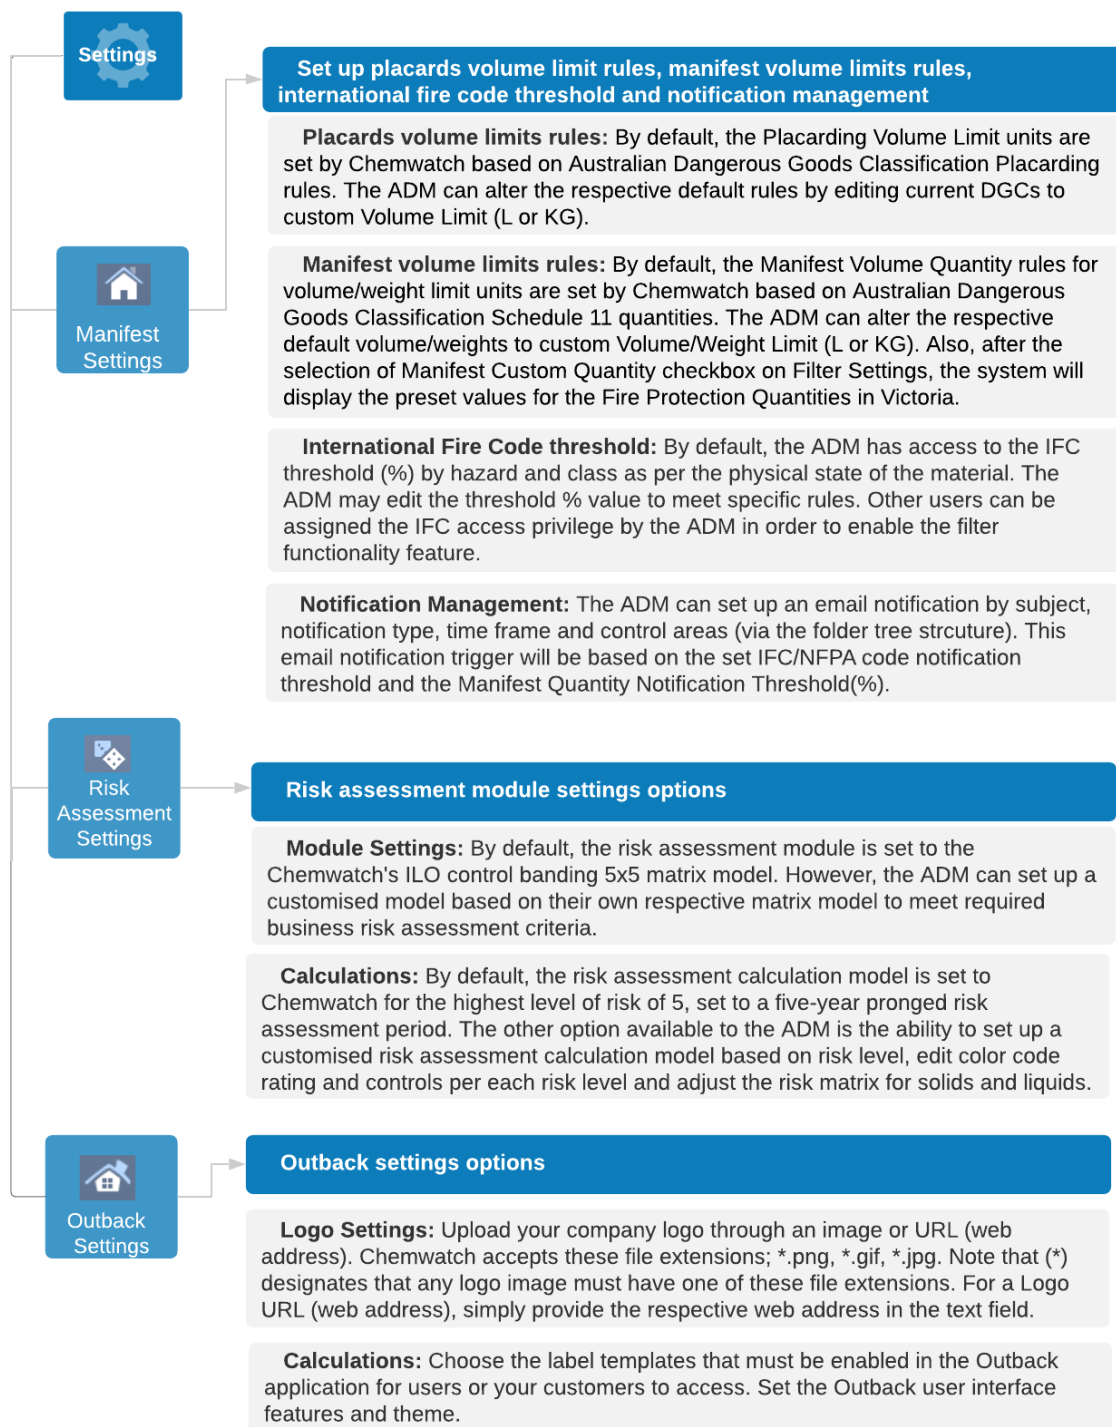 Settings
Set up placards volume limit rules, manifest volume limits rules,
international fire code threshold and notification management
Placards volume limits rules: By default, the Placarding Volume Limit units are
set by Chemwatch based on Australian Dangerous Goods Classification Placarding
rules. The ADM can alter the respective default rules by editing current DGCs to
custom Volume Limit (L or KG).
Manifest
Settings
Manifest volume limits rules: By default, the Manifest Volume Quantity rules for
volume/weight limit units are set by Chemwatch based on Australian Dangerous
Goods Classification Schedule 11 quantities. The ADM can alter the respective
default volume/weights to custom Volume/Weight Limit (L or KG). Also, after the
selection of Manifest Custom Quantity checkbox on Filter Settings, the system will
display the preset values for the Fire Protection Quantities in Victoria.
International Fire Code threshold: By default, the ADM has access to the IFC
threshold (%) by hazard and class as per the physical state of the material. The
ADM may edit the threshold % value to meet specific rules. Other users can be
assigned the IFC access privilege by the ADM in order to enable the filter
functionality feature.
Notification Management: The ADM can set up an email notification by subject,
notification type, time frame and control areas (via the folder tree strcuture). This
email notification trigger will be based on the set IFC/NFPA code notification
threshold and the Manifest Quantity Notification Threshold(%).
Risk
Assessment
Settings
Risk assessment module settings options
Module Settings: By default, the risk assessment module is set to the
Chemwatch's ILO control banding 5x5 matrix model. However, the ADM can set up a
customised model based on their own respective matrix model to meet required
business risk assessment criteria.
Calculations: By default, the risk assessment calculation model is set to
Chemwatch for the highest level of risk of 5, set to a five-year pronged risk
assessment period. The other option available to the ADM is the ability to set up a
customised risk assessment calculation model based on risk level, edit color code
rating and controls per each risk level and adjust the risk matrix for solids and liquids.
Outback
Settings
Outback settings options
Logo Settings: Upload your company logo through an image or URL (web
address). Chemwatch accepts these file extensions; *.png, *.gif, *.jpg. Note that (*)
designates that any logo image must have one of these file extensions. For a Logo
URL (web address), simply provide the respective web address in the text field.
Calculations: Choose the label templates that must be enabled in the Outback
application for users or your customers to access. Set the Outback user interface
features and theme.